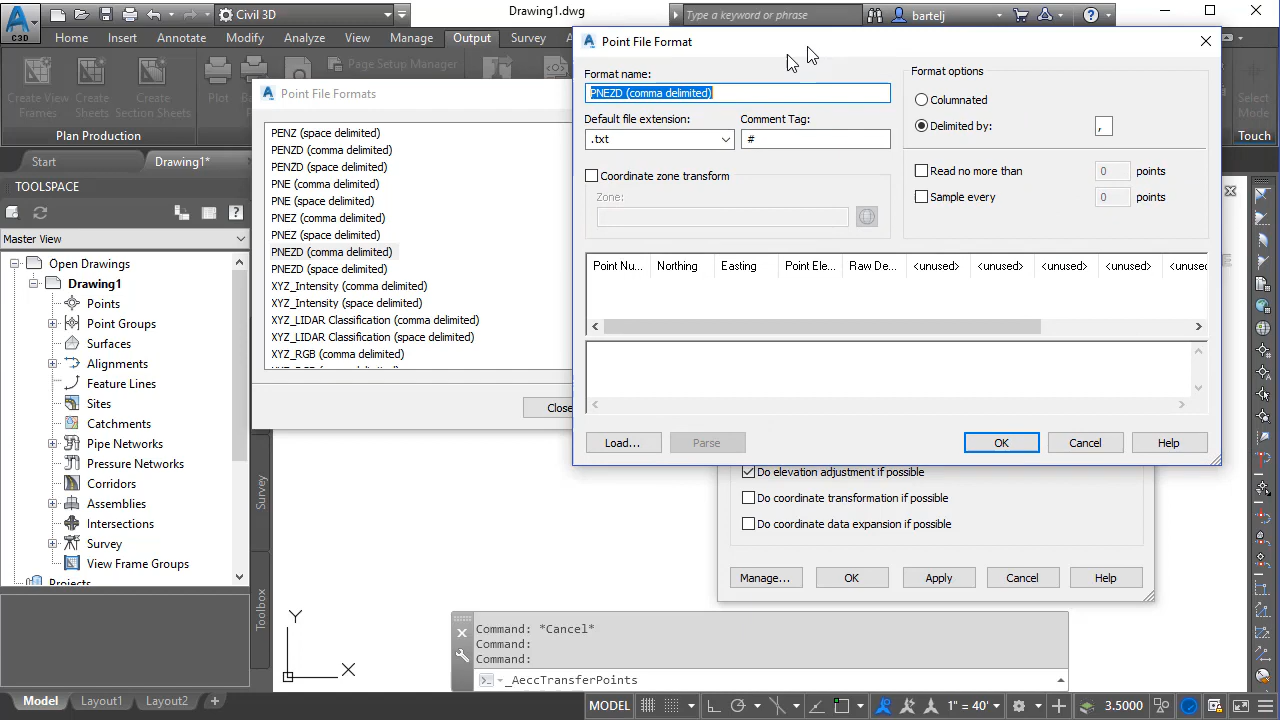 Civil 3D
Drawing1.dwg
Type a keyword or phrase
bartelj
C3D
Home
Insert
Annotate
Modify
Analyze
View
Manage
Output
Survey
Page Setup Manager
Create View
Frames
Create
Sheets
Create
Section Sheets
Plot
Plan Production
Select
Mode
Touch
Start
Drawing1*
TOOLSPACE
Master View
Open Drawings
Drawing1
Points
Point Groups
Surfaces
Alignments
Feature Lines
Sites
Catchments
Pipe Networks
Pressure Networks
Corridors
Assemblies
Intersections
Survey
View Frame Groups
Projects
Survey
Toolbox
Point File Formats
PENZ (space delimited)
PENZD (comma delimited)
PENZD (space delimited)
PNE (comma delimited)
PNE (space delimited)
PNEZ (comma delimited)
PNEZ (space delimited)
PNEZD (comma delimited)
PNEZD (space delimited)
XYZ_Intensity (comma delimited)
XYZ_Intensity (space delimited)
XYZ_LIDAR Classification (comma delimited)
XYZ_LIDAR Classification (space delimited)
XYZ_RGB (comma delimited)
Close
Point File Format
Format name:
PNEZD (comma delimited)
Default file extension:
Comment Tag:
.txt
#
Coordinate zone transform
Zone:
Format options
Columnated
Delimited by:
,
Read no more than
0
points
Sample every
0
points
Point Nu...
Northing
Easting
Point Ele...
Raw De...
<unused>
<unused>
<unused>
<unused>
<unused
Load...
Parse
OK
Cancel
Help
Do elevation adjustment if possible
Do coordinate transformation if possible
Do coordinate data expansion if possible
Manage...
OK
Apply
Cancel
Help
Y
X
Command: *Cancel*
Command:
Command:
_AeccTransferPoints
Model
Layout1
Layout2
MODEL
1" = 40'
3.5000